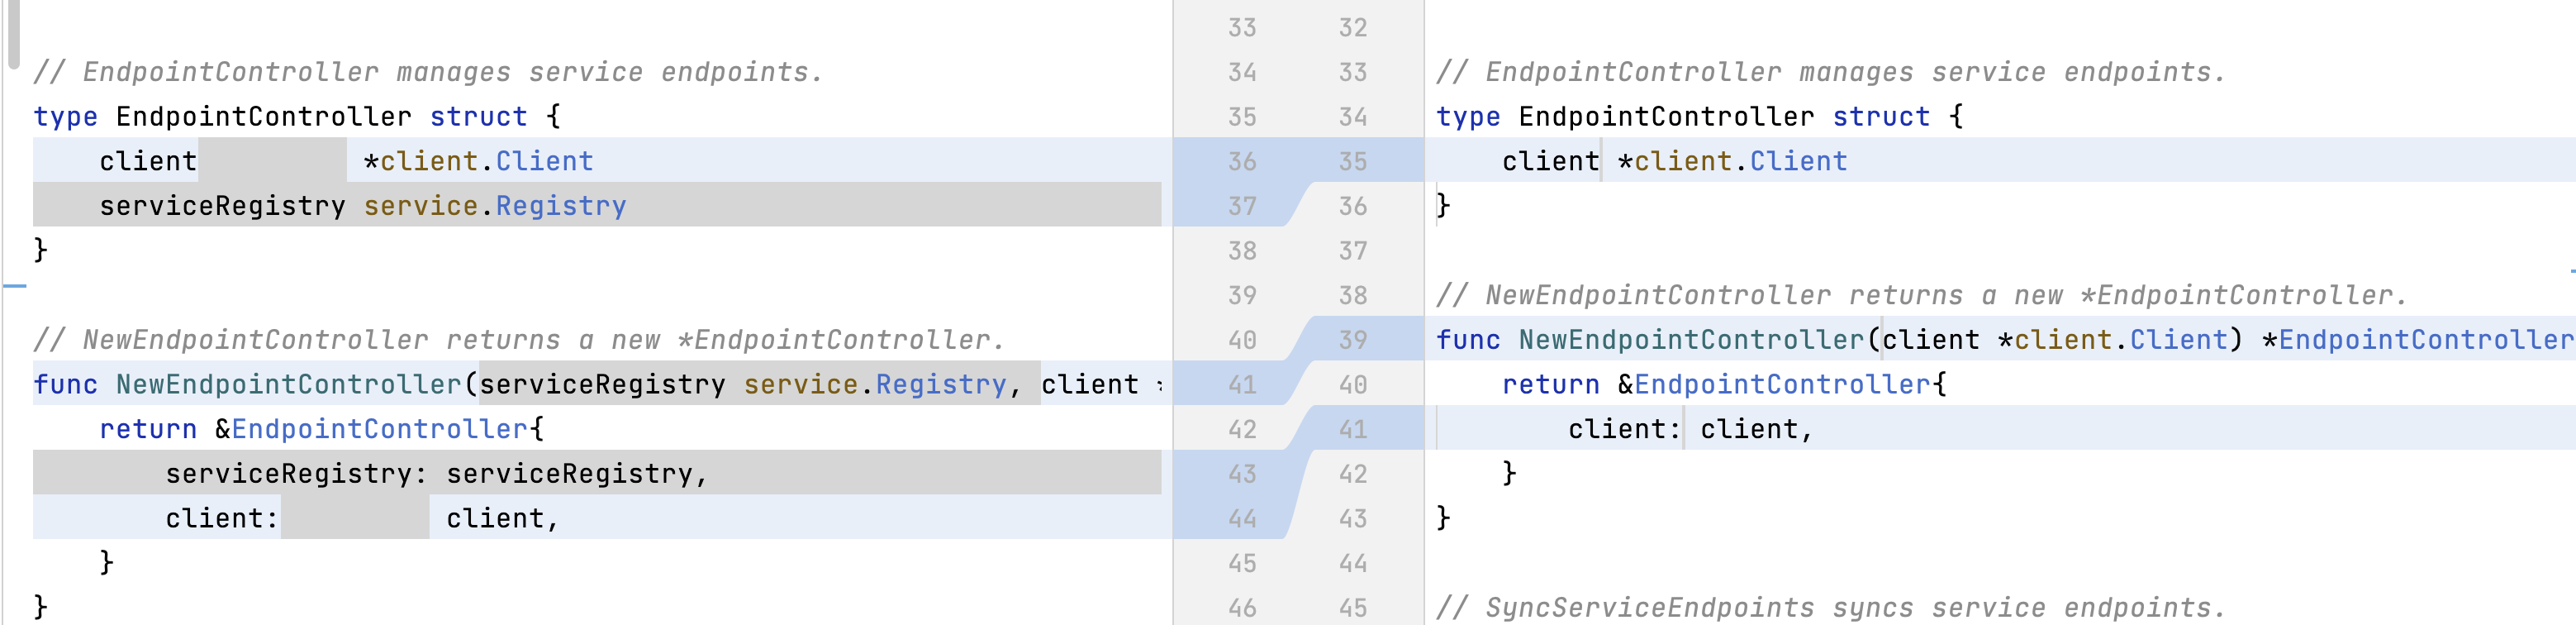 // EndpointController manages service endpoints.
type EndpointController struct {
    client          *client.Client
    serviceRegistry service.Registry
}
// NewEndpointController returns a new *EndpointController.
func NewEndpointController(serviceRegistry service.Registry, client *
    return &EndpointController{
        serviceRegistry: serviceRegistry,
        client:          client,
    }
}
33 32
34 33
35 34
36 35
37 36
38 37
39 38
40 39
41 40
42 41
43 42
44 43
45 44
46 45
// EndpointController manages service endpoints.
type EndpointController struct {
    client *client.Client
}
// NewEndpointController returns a new *EndpointController.
func NewEndpointController(client *client.Client) *EndpointController
    return &EndpointController{
        client: client,
    }
}
// SyncServiceEndpoints syncs service endpoints.